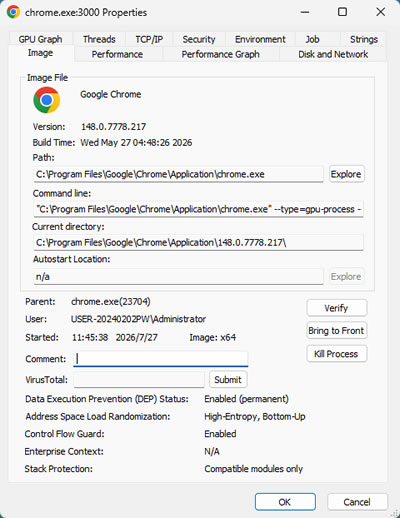 chrome.exe:3000 Properties
GPU Graph Threads TCP/IP Security Environment Job Strings
Image Performance Performance Graph Disk and Network
Image File
Google Chrome
Version: 148.0.7778.217
Build Time: Wed May 27 04:48:26 2026
Path:
C:\Program Files\Google\Chrome\Application\chrome.exe Explore
Command line:
"C:\Program Files\Google\Chrome\Application\chrome.exe" --type=gpu-process -
Current directory:
C:\Program Files\Google\Chrome\Application\148.0.7778.217\
Autostart Location:
n/a Explore
Parent: chrome.exe(23704)
User: USER-20240202PW\Administrator
Started: 11:45:38 2026/7/27 Image: x64
Verify
Bring to Front
Kill Process
Comment:
VirusTotal: Submit
Data Execution Prevention (DEP) Status: Enabled (permanent)
Address Space Load Randomization: High-Entropy, Bottom-Up
Control Flow Guard: Enabled
Enterprise Context: N/A
Stack Protection: Compatible modules only
OK Cancel